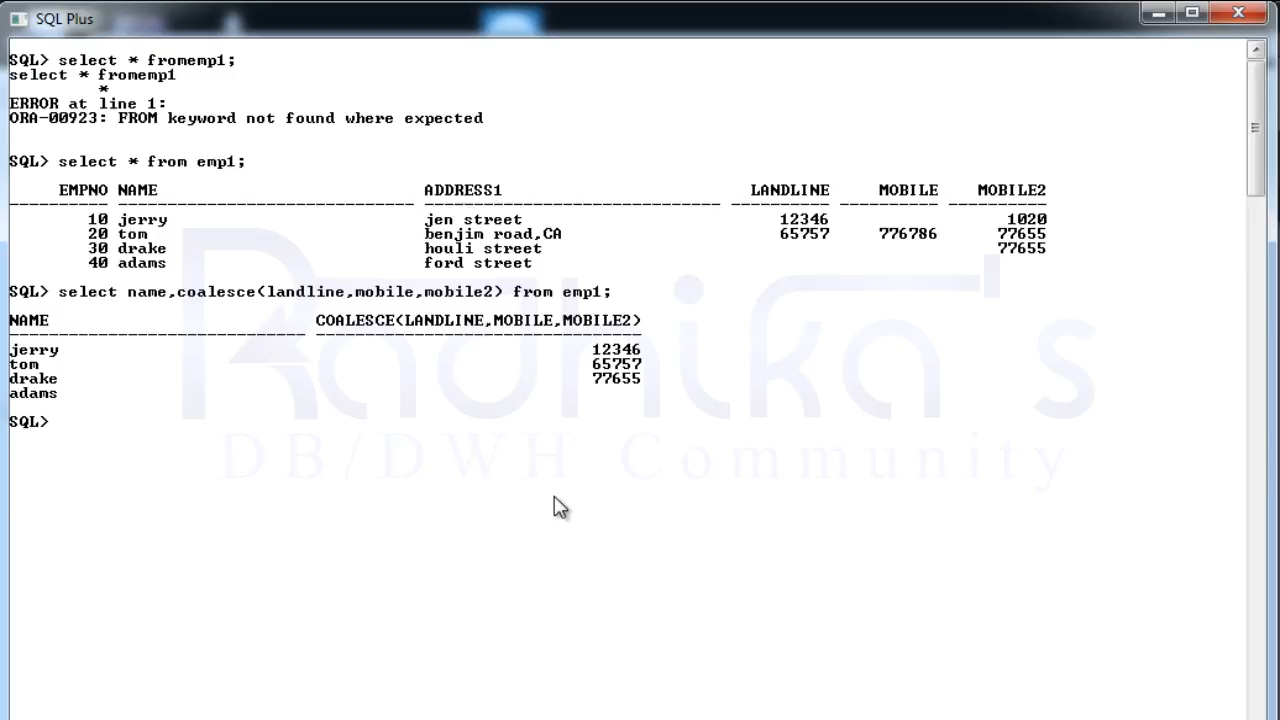 SQL Plus
SQL> select * fromemp1;
select * fromemp1
*
ERROR at line 1:
ORA-00923: FROM keyword not found where expected
SQL> select * from emp1;
EMPNO NAME ADDRESS1 LANDLINE MOBILE MOBILE2
---------- ------------------------------ ------------------------------ ---------- ---------- ----------
10 jerry jen street 12346 1020
20 tom benjim road,CA 65757 776786 77655
30 drake houli street 77655
40 adams ford street
SQL> select name,coalesce(landline,mobile,mobile2) from emp1;
NAME COALESCE(LANDLINE,MOBILE,MOBILE2)
------------------------------ ---------------------------------
jerry 12346
tom 65757
drake 77655
adams
SQL>
Radhika's
DB/DWH Community